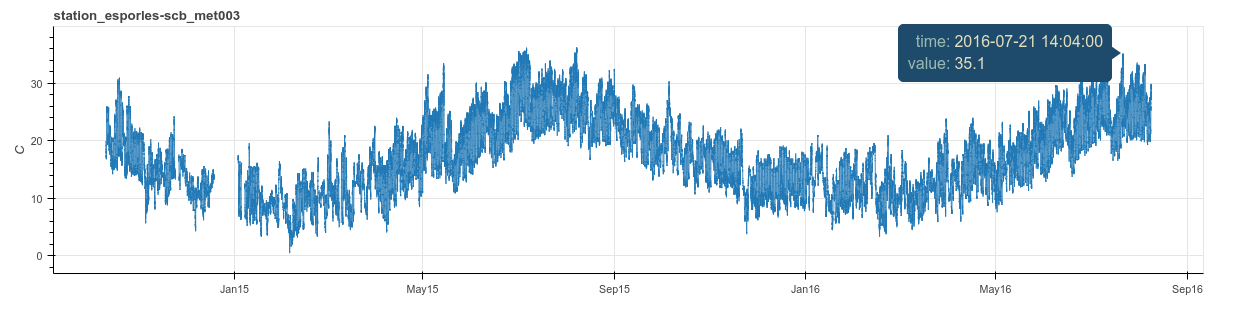 station_esporles-scb_met003
time: 2016-07-21 14:04:00
value: 35.1
30
20
10
0
C
Jan15 May15 Sep15 Jan16 May16 Sep16